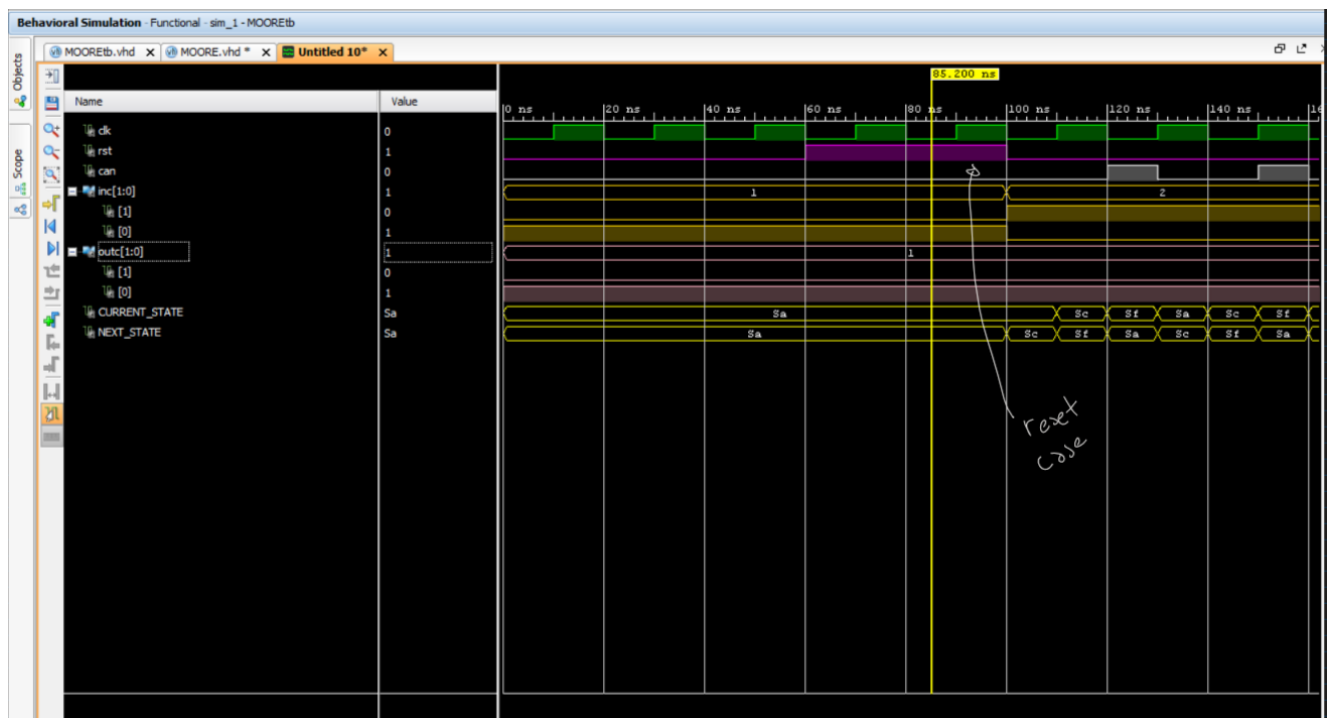 Behavioral Simulation - Functional - sim_1 - MOOREtb
Objects
Scope
MOOREtb.vhd x MOORE.vhd * x Untitled 10* x
85.200 ns
Name Value
0 ns 20 ns 40 ns 60 ns 80 ns 100 ns 120 ns 140 ns 16
clk 0
rst 1
can 0
inc[1:0] 1 1 2
[1] 0
[0] 1
outc[1:0] 1 1
[1] 0
[0] 1
CURRENT_STATE Sa Sa Sc Sf Sa Sc Sf
NEXT_STATE Sa Sa Sc Sf Sa Sc Sf Sa
reset
case